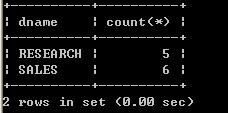 +----------+----------+
| dname | count(*) |
+----------+----------+
| RESEARCH | 5 |
| SALES | 6 |
+----------+----------+
2 rows in set (0.00 sec)